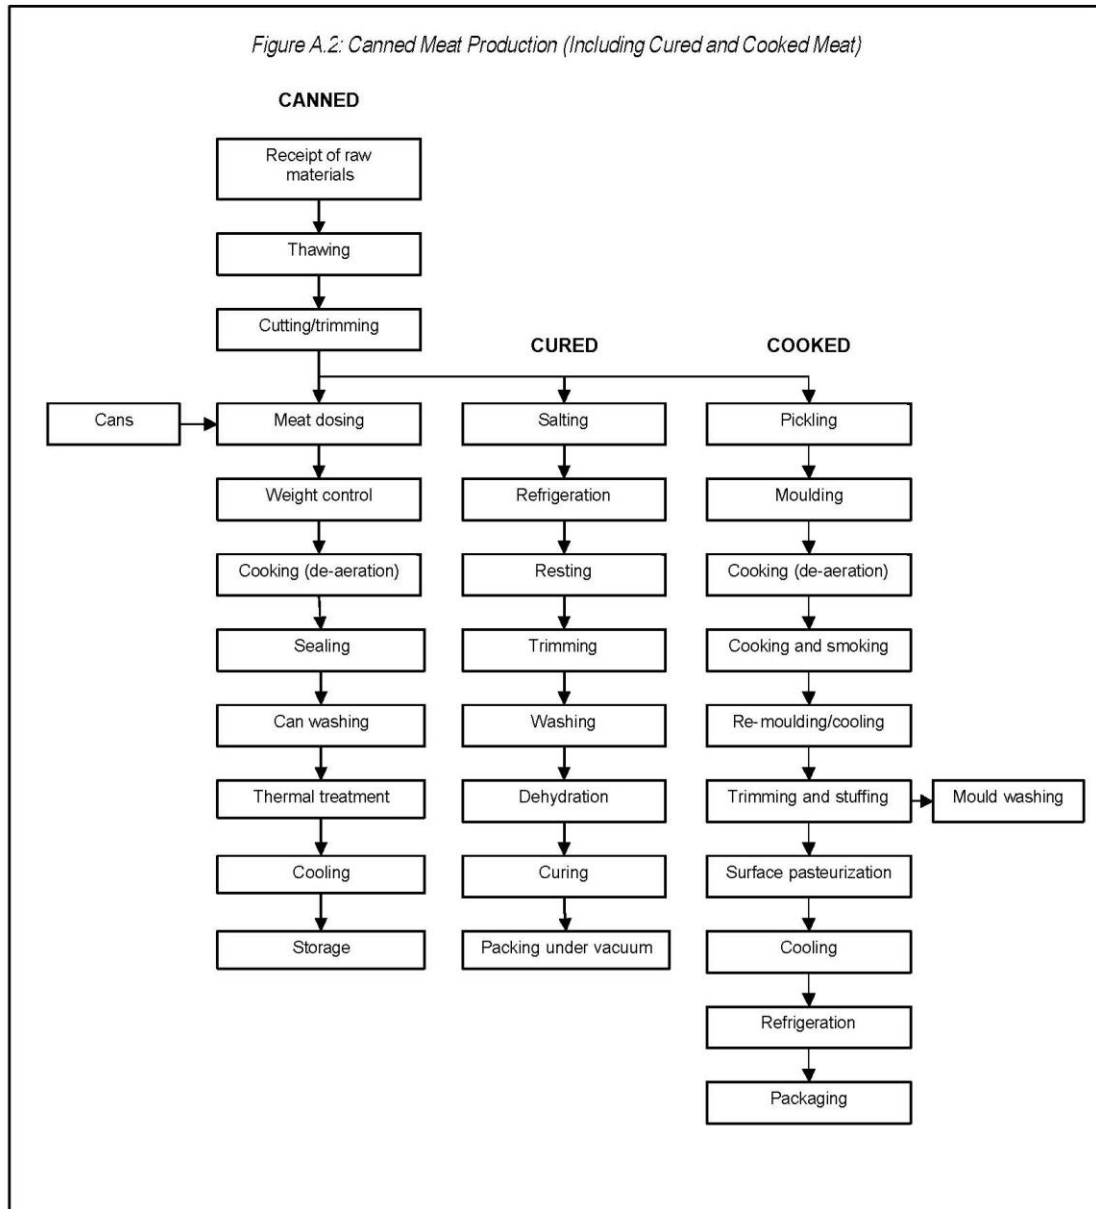 Figure A.2: Canned Meat Production (Including Cured and Cooked Meat)
CANNED
Receipt of raw
materials
Thawing
Cutting/trimming
CURED
COOKED
Cans
Meat dosing
Salting
Pickling
Weight control
Refrigeration
Moulding
Cooking (de-aeration)
Resting
Cooking (de-aeration)
Sealing
Trimming
Cooking and smoking
Can washing
Washing
Re-moulding/cooling
Thermal treatment
Dehydration
Trimming and stuffing
Mould washing
Cooling
Curing
Surface pasteurization
Storage
Packing under vacuum
Cooling
Refrigeration
Packaging